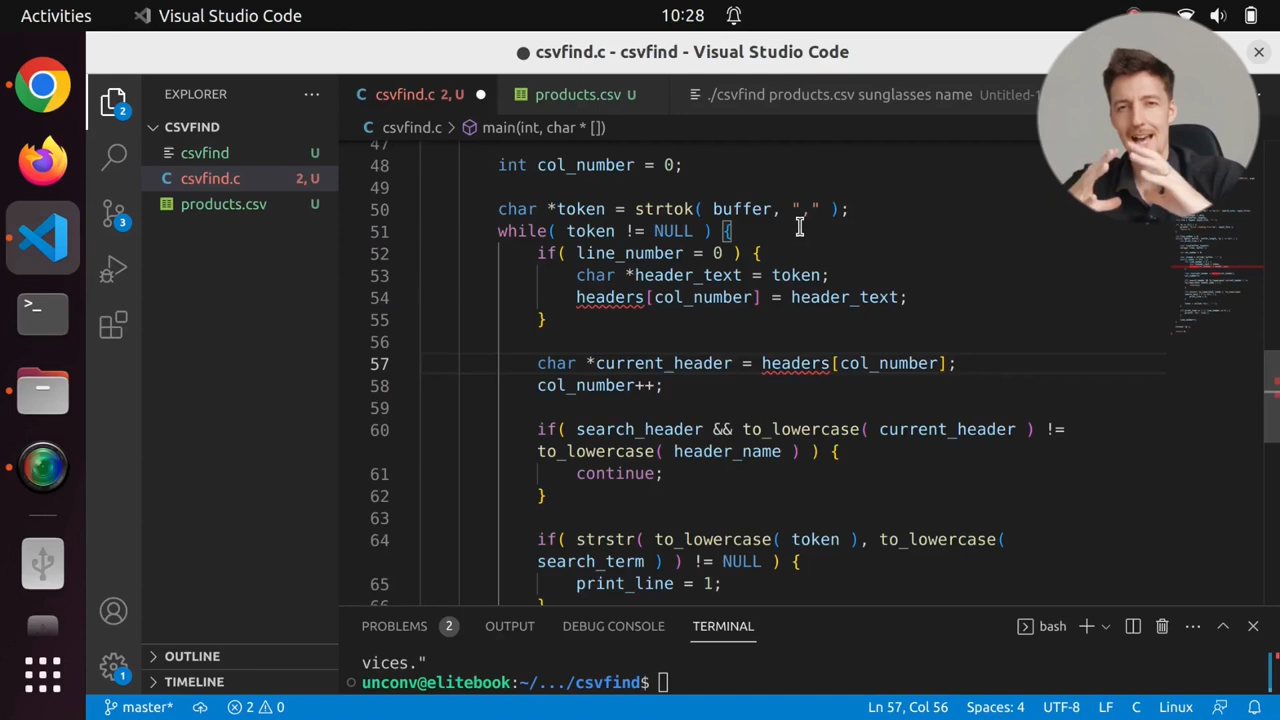 Activities
Visual Studio Code
10:28
csvfind.c - csvfind - Visual Studio Code
EXPLORER
CSVFIND
csvfind U
csvfind.c 2, U
products.csv U
OUTLINE
TIMELINE
csvfind.c 2, U
products.csv U
./csvfind products.csv sunglasses name Untitled-1
csvfind.c > main(int, char * [])
47
48 int col_number = 0;
49
50 char *token = strtok( buffer, "," );
51 while( token != NULL ) {
52 if( line_number = 0 ) {
53 char *header_text = token;
54 headers[col_number] = header_text;
55 }
56
57 char *current_header = headers[col_number];
58 col_number++;
59
60 if( search_header && to_lowercase( current_header ) !=
to_lowercase( header_name ) ) {
61 continue;
62 }
63
64 if( strstr( to_lowercase( token ), to_lowercase(
search_term ) ) != NULL ) {
65 print_line = 1;
66 }
PROBLEMS 2 OUTPUT DEBUG CONSOLE TERMINAL
bash
vices."
unconv@elitebook:~/.../csvfind$
master* 2 0 Ln 57, Col 56 Spaces: 4 UTF-8 LF C Linux
2
1